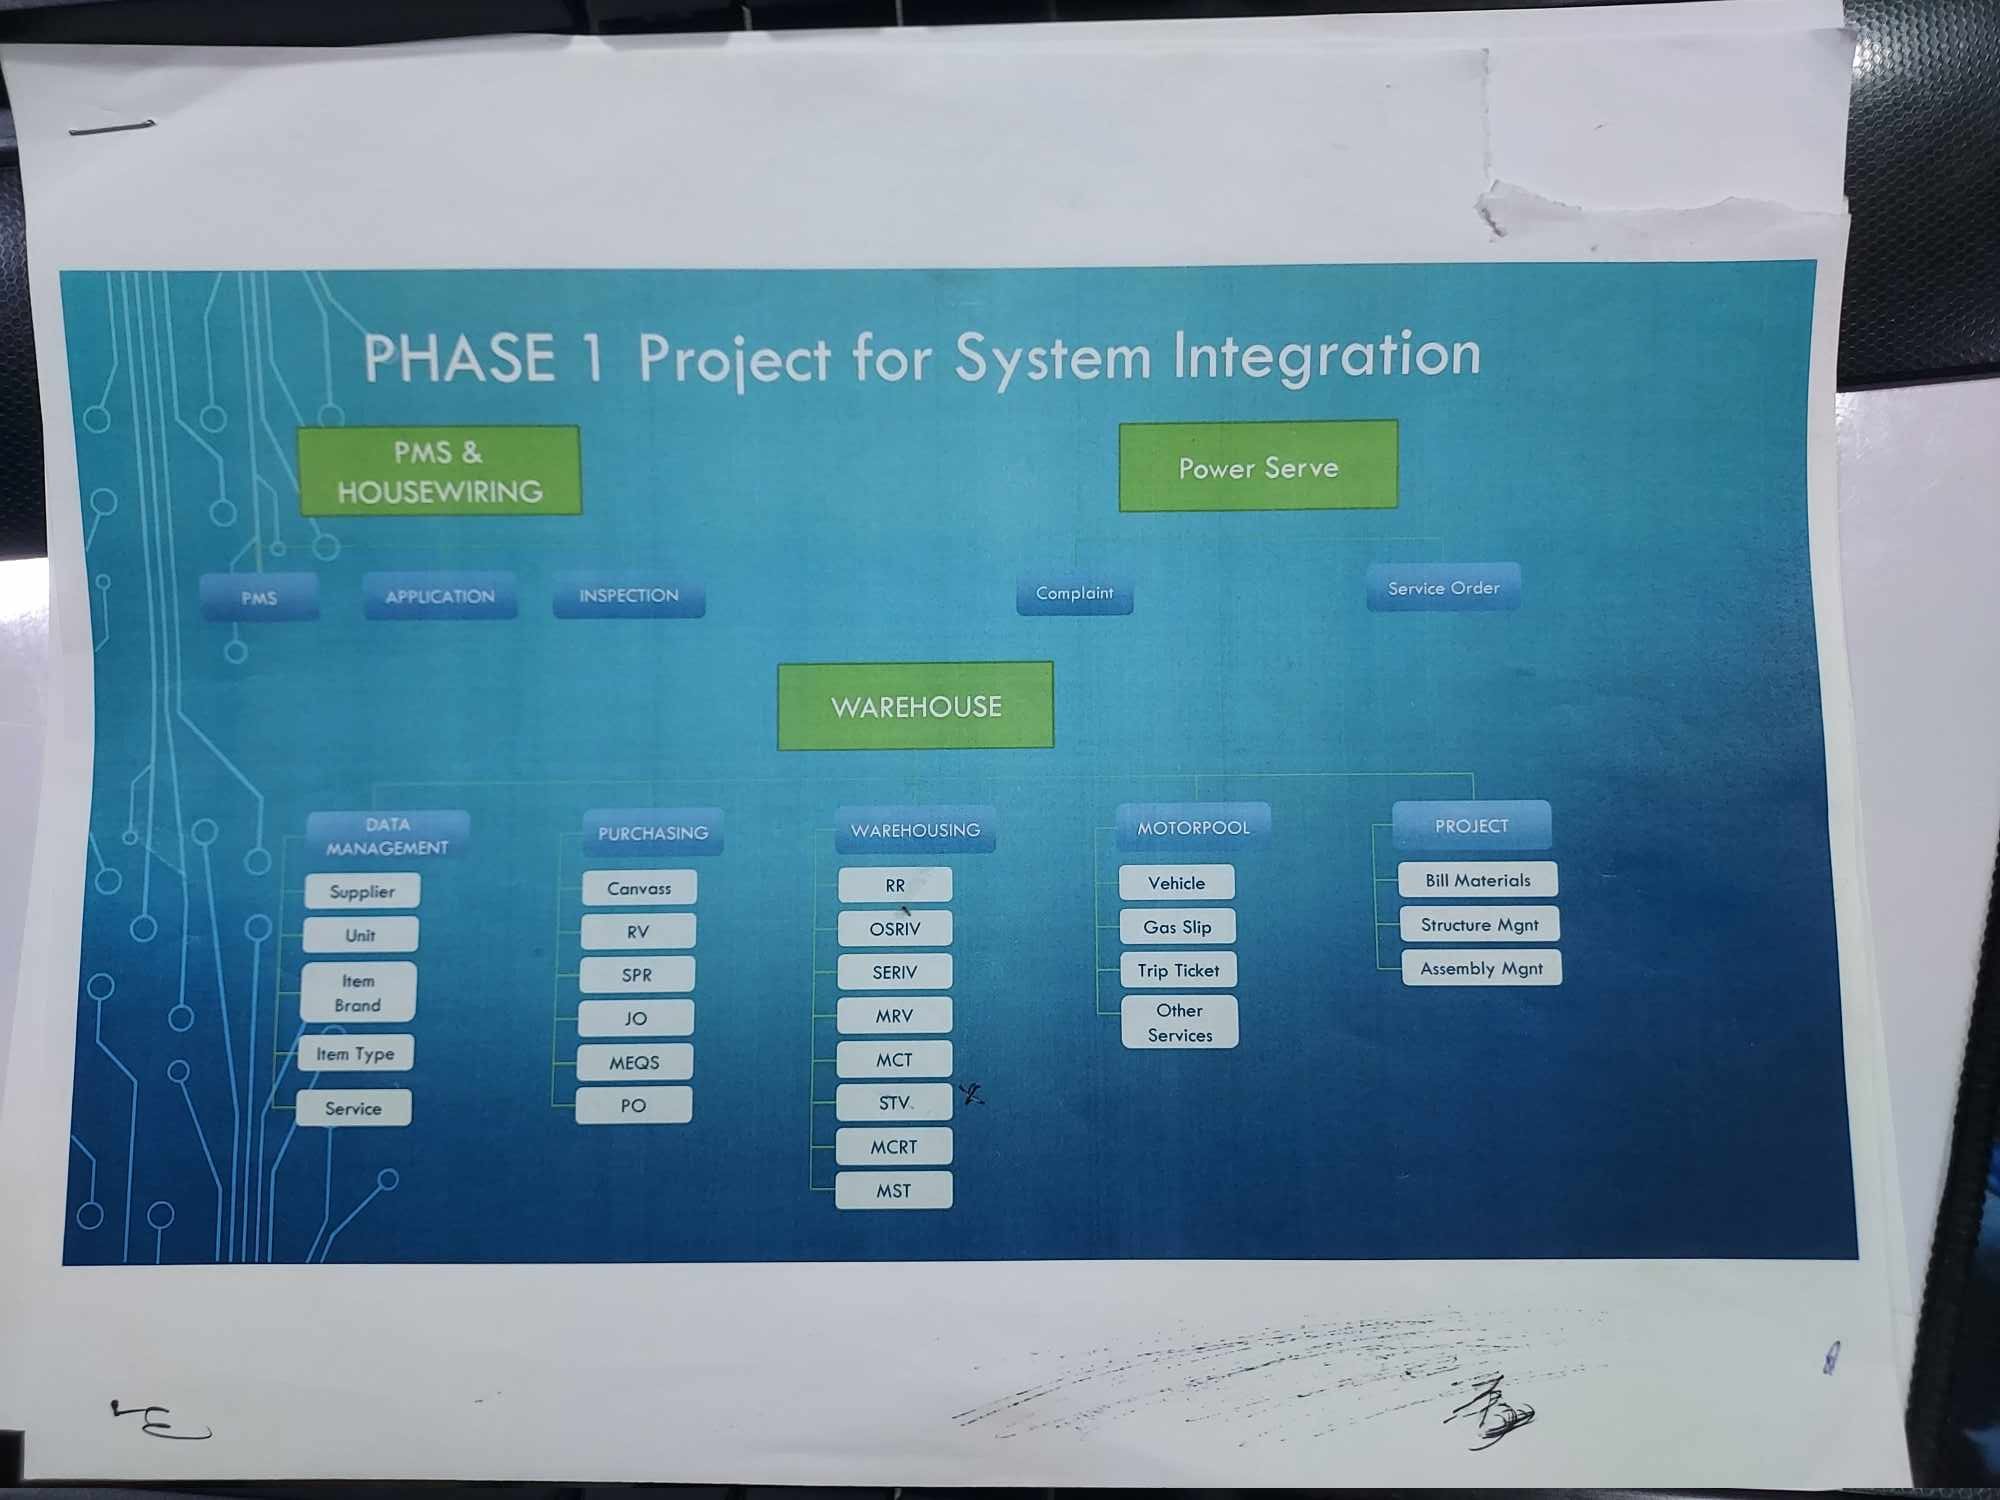 PHASE 1 Project for System Integration
PMS &
HOUSEWIRING
Power Serve
PMS
APPLICATION
INSPECTION
Complaint
Service Order
WAREHOUSE
DATA
MANAGEMENT
Supplier
Unit
Item
Brand
Item Type
Service
PURCHASING
Canvass
RV
SPR
JO
MEQS
PO
WAREHOUSING
RR
OSRIV
SERIV
MRV
MCT
STV
MCRT
MST
MOTORPOOL
Vehicle
Gas Slip
Trip Ticket
Other
Services
PROJECT
Bill Materials
Structure Mgnt
Assembly Mgnt